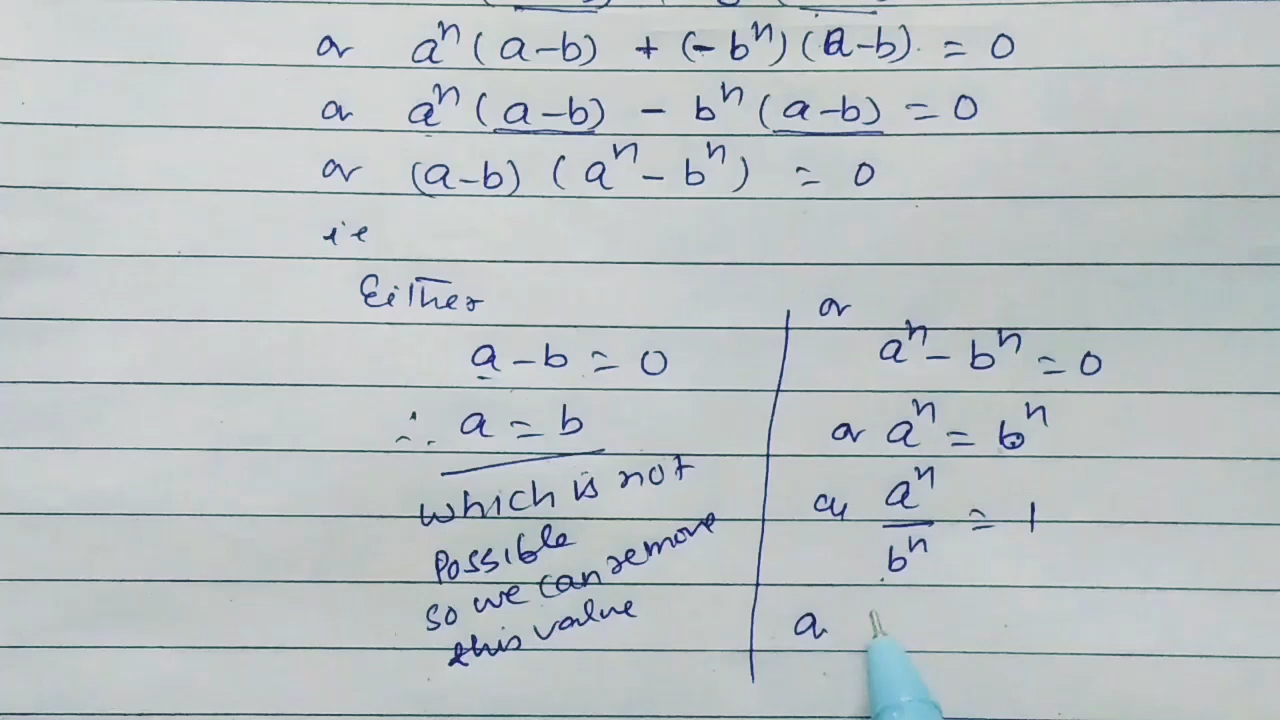 or aⁿ (a-b) + (-bⁿ) (a-b) = 0
or aⁿ (a-b) - bⁿ (a-b) = 0
or (a-b) (aⁿ - bⁿ) = 0
ie
Either
a - b = 0
∴ a = b
which is not
possible
so we can remove
this value
or
aⁿ - bⁿ = 0
or aⁿ = bⁿ
or aⁿ/bⁿ = 1